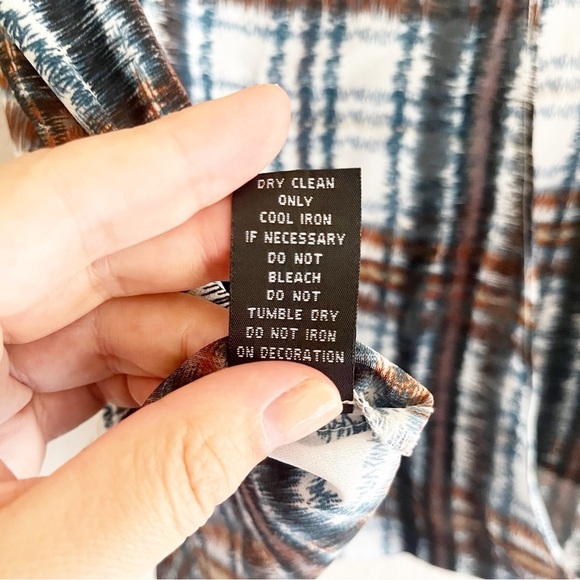 DRY CLEAN
ONLY
COOL IRON
IF NECESSARY
DO NOT
BLEACH
DO NOT
TUMBLE DRY
DO NOT IRON
ON DECORATION